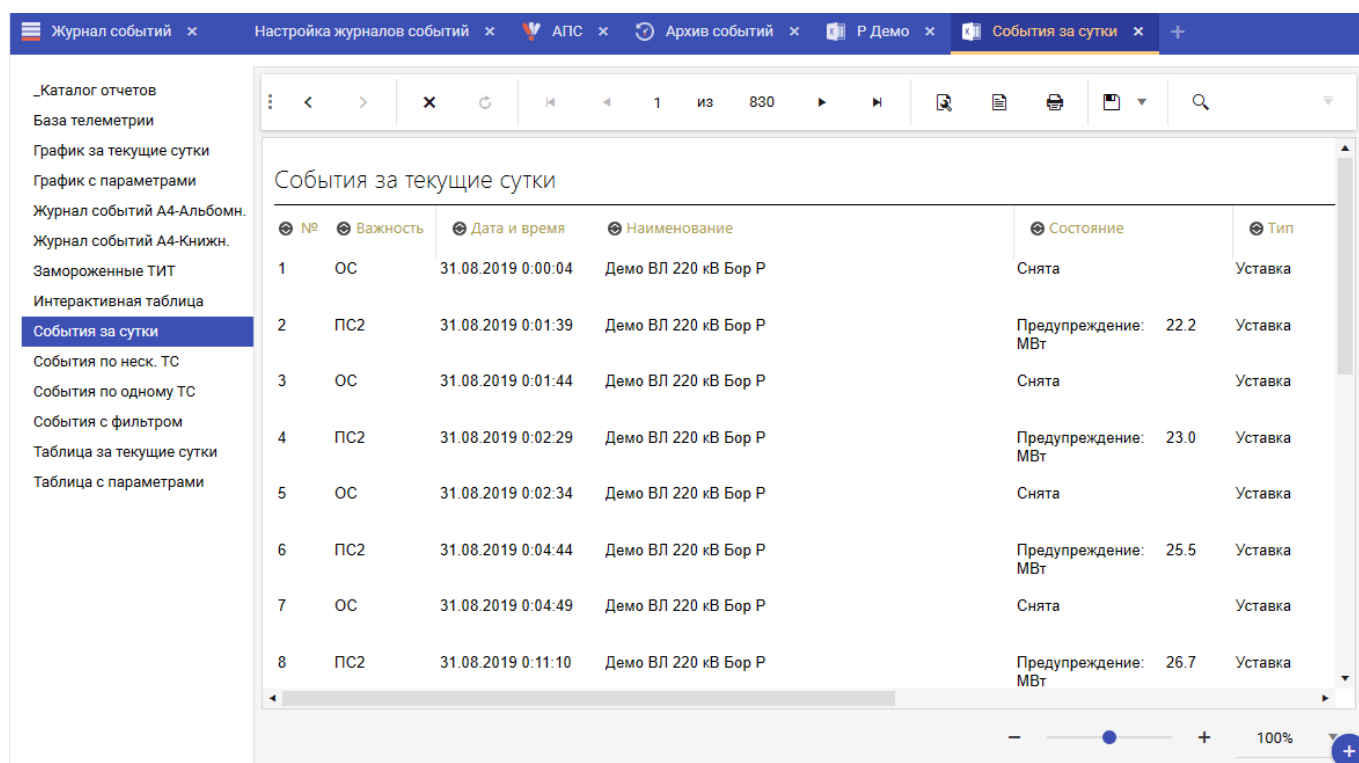 Журнал событий × Настройка журналов событий × АПС × Архив событий × Р Демо × События за сутки × +
_Каталог отчетов
База телеметрии
График за текущие сутки
График с параметрами
Журнал событий А4-Альбомн.
Журнал событий А4-Книжн.
Замороженные ТИТ
Интерактивная таблица
События за сутки
События по неск. ТС
События по одному ТС
События с фильтром
Таблица за текущие сутки
Таблица с параметрами
1 из 830
События за текущие сутки
№ Важность Дата и время Наименование Состояние Тип
1 ОС 31.08.2019 0:00:04 Демо ВЛ 220 кВ Бор Р Снята Уставка
2 ПС2 31.08.2019 0:01:39 Демо ВЛ 220 кВ Бор Р Предупреждение: 22.2 Уставка
МВт
3 ОС 31.08.2019 0:01:44 Демо ВЛ 220 кВ Бор Р Снята Уставка
4 ПС2 31.08.2019 0:02:29 Демо ВЛ 220 кВ Бор Р Предупреждение: 23.0 Уставка
МВт
5 ОС 31.08.2019 0:02:34 Демо ВЛ 220 кВ Бор Р Снята Уставка
6 ПС2 31.08.2019 0:04:44 Демо ВЛ 220 кВ Бор Р Предупреждение: 25.5 Уставка
МВт
7 ОС 31.08.2019 0:04:49 Демо ВЛ 220 кВ Бор Р Снята Уставка
8 ПС2 31.08.2019 0:11:10 Демо ВЛ 220 кВ Бор Р Предупреждение: 26.7 Уставка
МВт
− + 100%